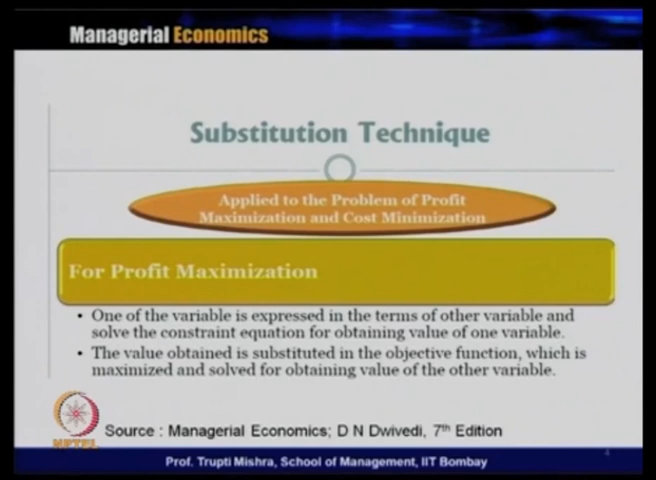 Managerial Economics
Substitution Technique
Applied to the Problem of Profit
Maximization and Cost Minimization
For Profit Maximization
• One of the variable is expressed in the terms of other variable and
solve the constraint equation for obtaining value of one variable.
• The value obtained is substituted in the objective function, which is
maximized and solved for obtaining value of the other variable.
NPTEL
Source : Managerial Economics; D N Dwivedi, 7th Edition
4
Prof. Trupti Mishra, School of Management, IIT Bombay